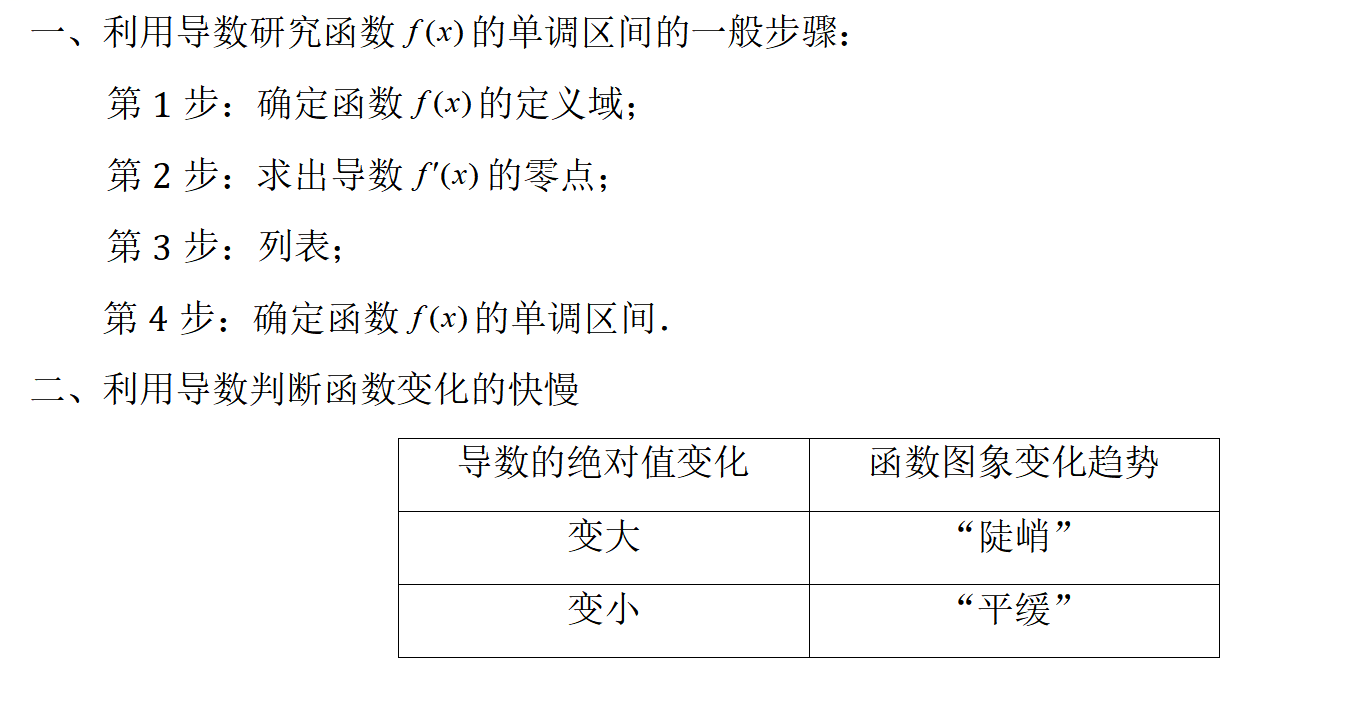 一、利用导数研究函数 f(x) 的单调区间的一般步骤：
第 1 步：确定函数 f(x) 的定义域；
第 2 步：求出导数 f′(x) 的零点；
第 3 步：列表；
第 4 步：确定函数 f(x) 的单调区间．
二、利用导数判断函数变化的快慢
导数的绝对值变化 函数图象变化趋势
变大 “陡峭”
变小 “平缓”